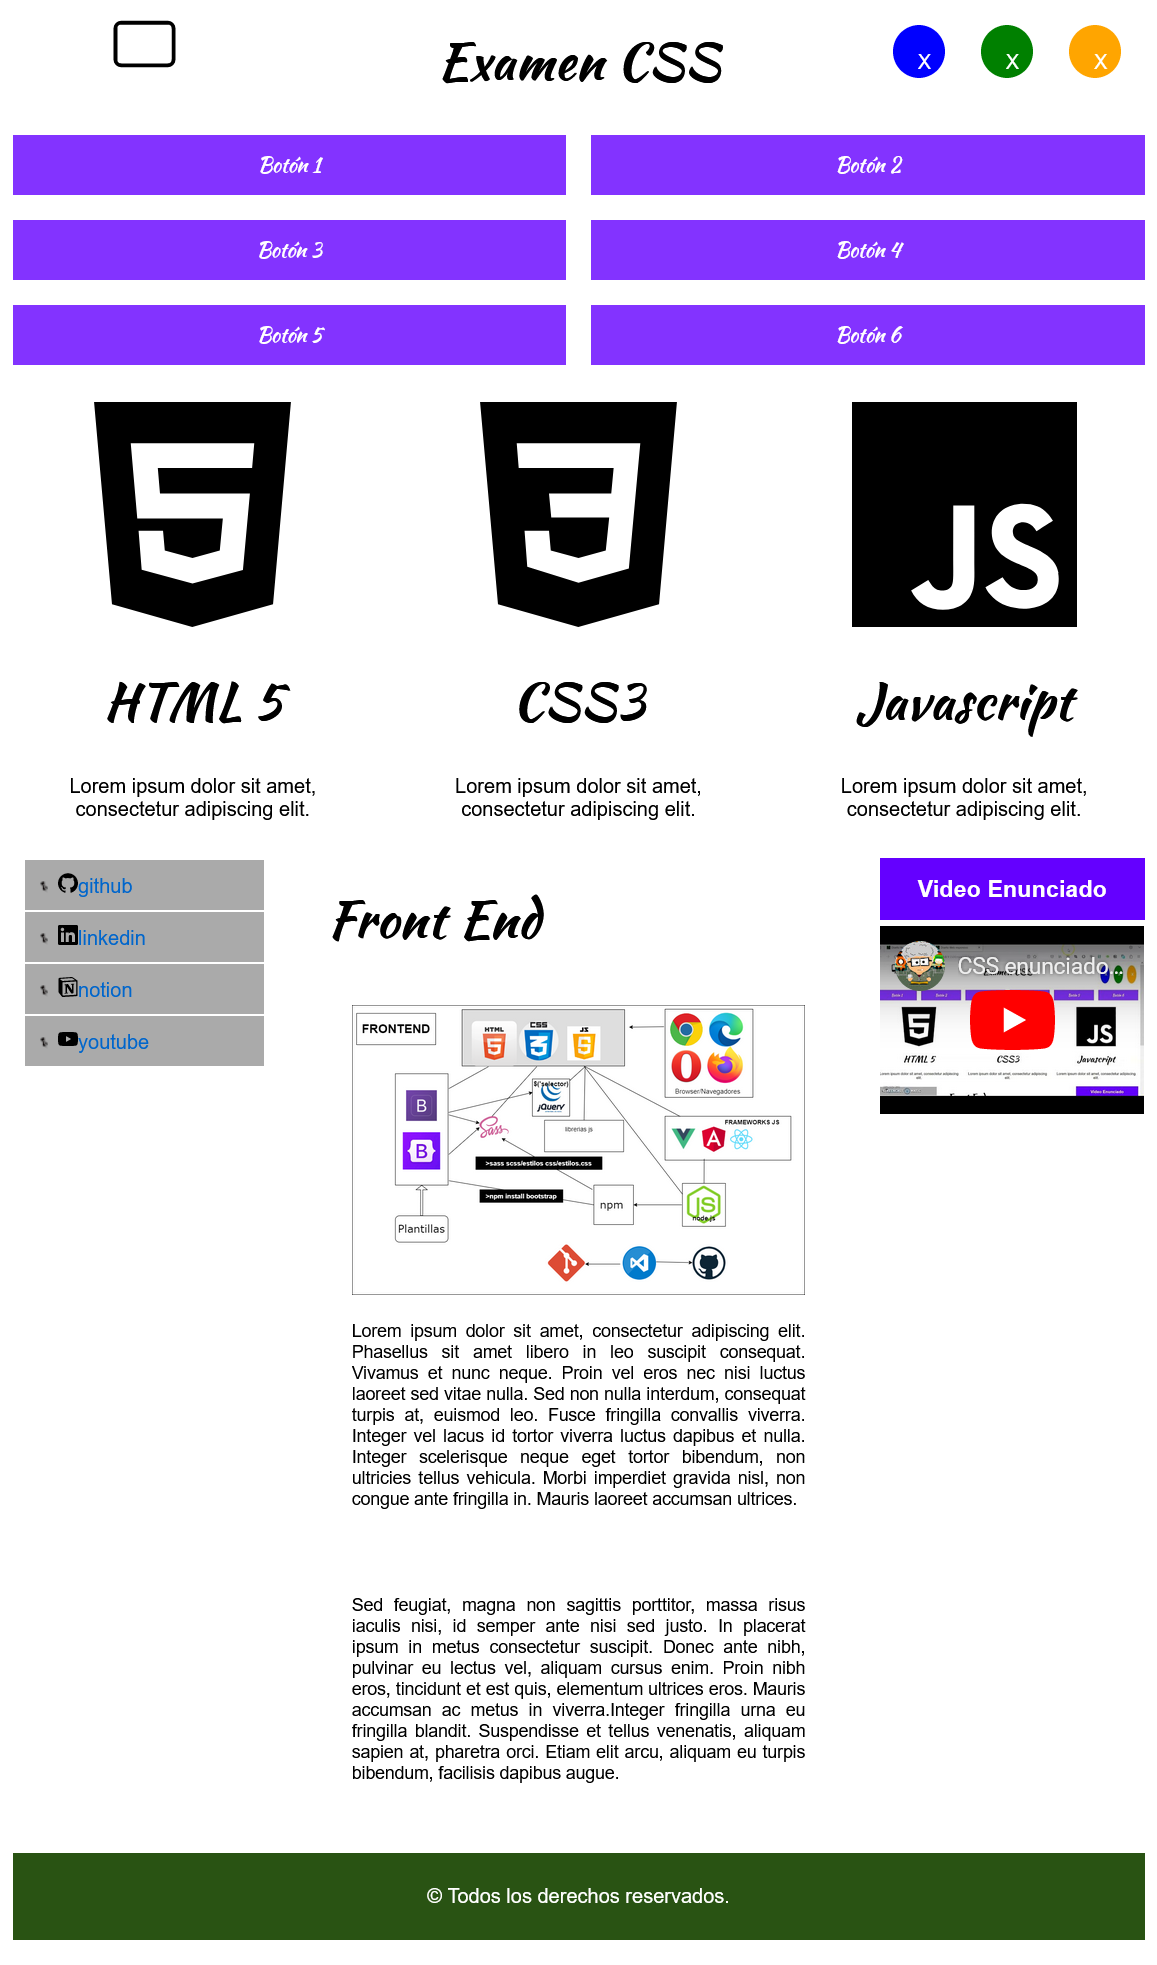 Examen CSS
x
x
x
Botón 1
Botón 2
Botón 3
Botón 4
Botón 5
Botón 6
5
3
JS
HTML 5
CSS3
Javascript
Lorem ipsum dolor sit amet,
consectetur adipiscing elit.
Lorem ipsum dolor sit amet,
consectetur adipiscing elit.
Lorem ipsum dolor sit amet,
consectetur adipiscing elit.
github
linkedin
notion
youtube
Front End
Video Enunciado
CSS enunciado...
JS
HTML 5
CSS3
Javascript
Video Enunciado
FRONTEND
HTML
CSS
JS
5
3
5
Browser/Navegadores
B
$('selector)
jQuery
Sass
librerias js
FRAMEWORKS JS
B
>sass scss/estilos css/estilos.css
>npm install bootstrap
npm
JS
node.js
Plantillas
Lorem ipsum dolor sit amet, consectetur adipiscing elit.
Phasellus sit amet libero in leo suscipit consequat.
Vivamus et nunc neque. Proin vel eros nec nisi luctus
laoreet sed vitae nulla. Sed non nulla interdum, consequat
turpis at, euismod leo. Fusce fringilla convallis viverra.
Integer vel lacus id tortor viverra luctus dapibus et nulla.
Integer scelerisque neque eget tortor bibendum, non
ultricies tellus vehicula. Morbi imperdiet gravida nisl, non
congue ante fringilla in. Mauris laoreet accumsan ultrices.
Sed feugiat, magna non sagittis porttitor, massa risus
iaculis nisi, id semper ante nisi sed justo. In placerat
ipsum in metus consectetur suscipit. Donec ante nibh,
pulvinar eu lectus vel, aliquam cursus enim. Proin nibh
eros, tincidunt et est quis, elementum ultrices eros. Mauris
accumsan ac metus in viverra.Integer fringilla urna eu
fringilla blandit. Suspendisse et tellus venenatis, aliquam
sapien at, pharetra orci. Etiam elit arcu, aliquam eu turpis
bibendum, facilisis dapibus augue.
© Todos los derechos reservados.